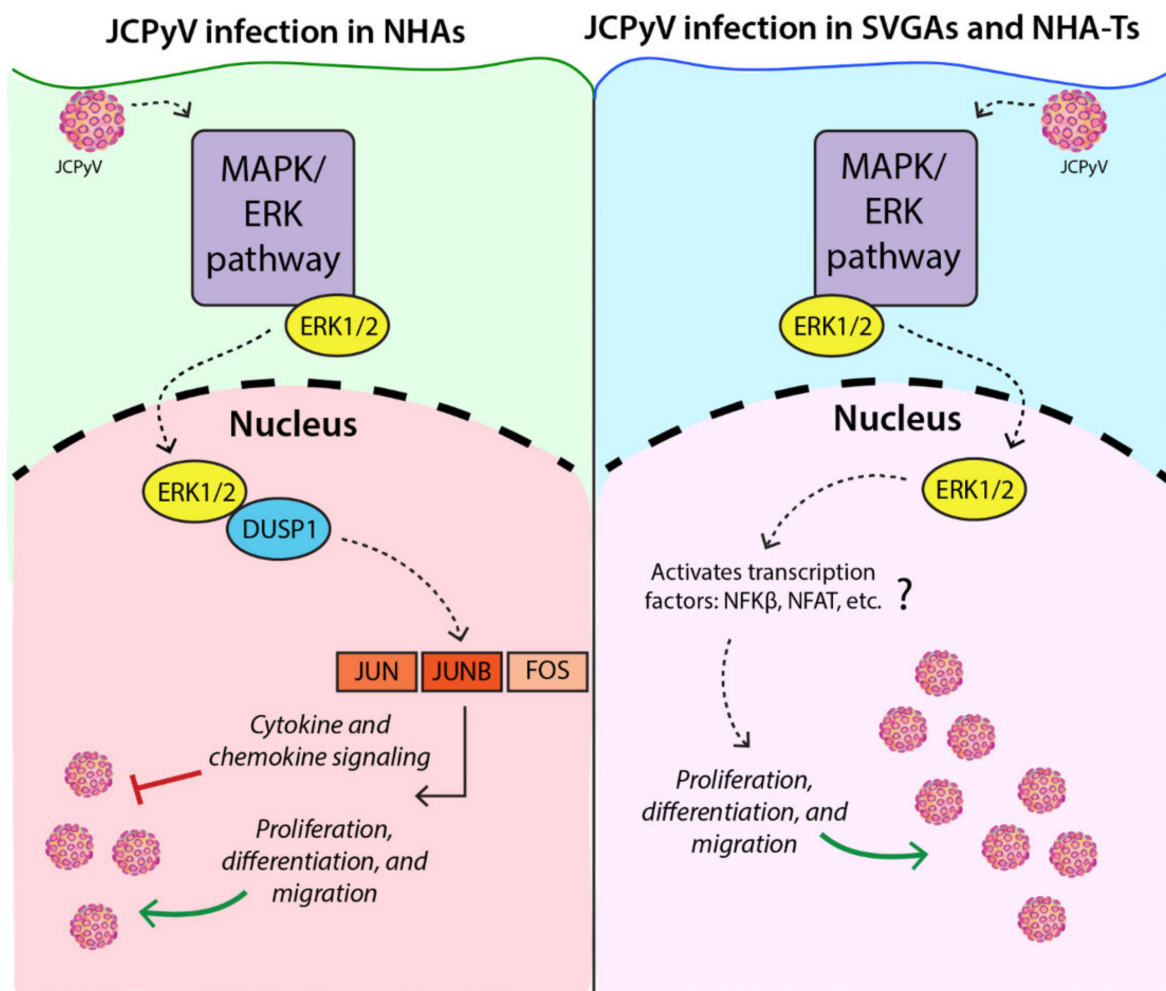 JCPyV infection in NHAs
JCPyV
MAPK/
ERK
pathway
ERK1/2
Nucleus
ERK1/2
DUSP1
JUN
JUNB
FOS
Cytokine and
chemokine signaling
Proliferation,
differentiation, and
migration
JCPyV infection in SVGAs and NHA-Ts
JCPyV
MAPK/
ERK
pathway
ERK1/2
Nucleus
ERK1/2
Activates transcription
factors: NFKβ, NFAT, etc. ?
Proliferation,
differentiation, and
migration